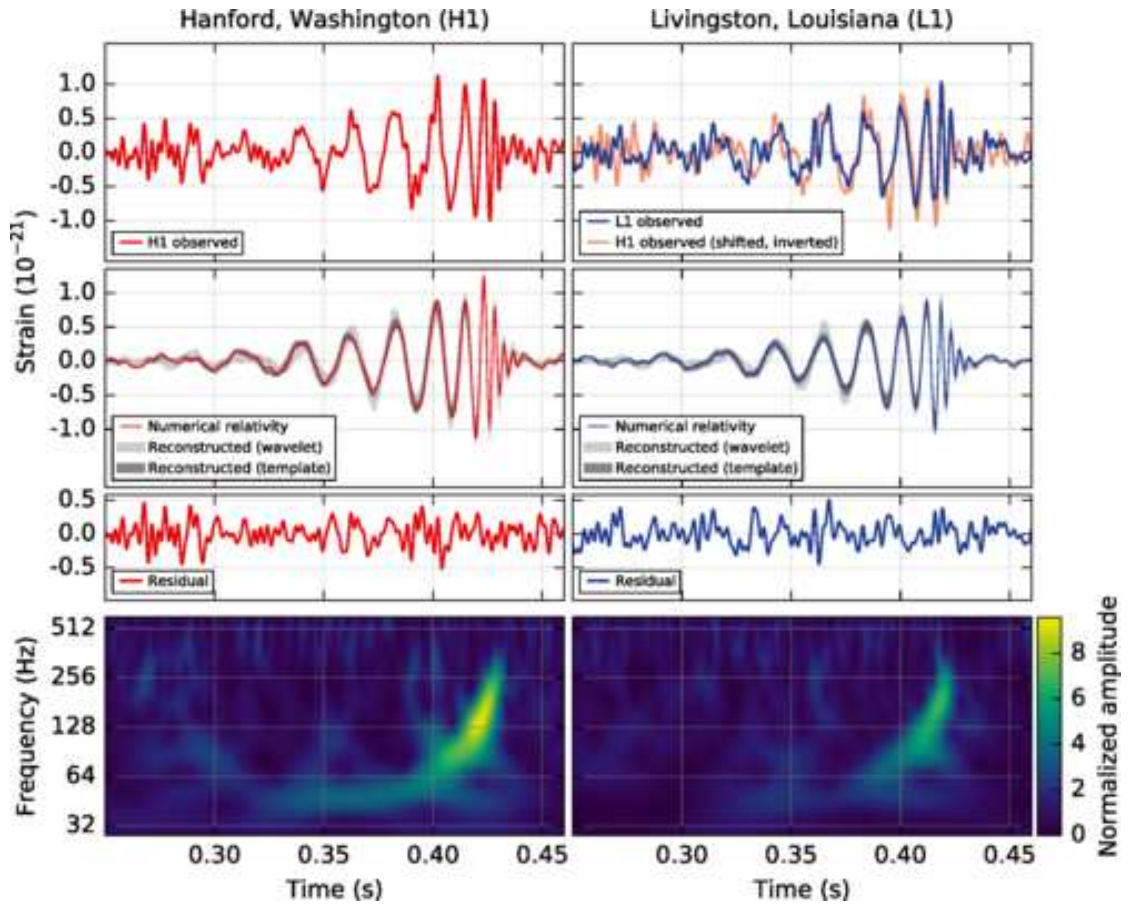 Hanford, Washington (H1)
Livingston, Louisiana (L1)
Strain (10⁻²¹)
1.0
0.5
0.0
-0.5
-1.0
H1 observed
L1 observed
H1 observed (shifted, inverted)
1.0
0.5
0.0
-0.5
-1.0
Numerical relativity
Reconstructed (wavelet)
Reconstructed (template)
Numerical relativity
Reconstructed (wavelet)
Reconstructed (template)
0.5
0.0
-0.5
Residual
Residual
Frequency (Hz)
512
256
128
64
32
Normalized amplitude
8
6
4
2
0
0.30 0.35 0.40 0.45
0.30 0.35 0.40 0.45
Time (s)
Time (s)